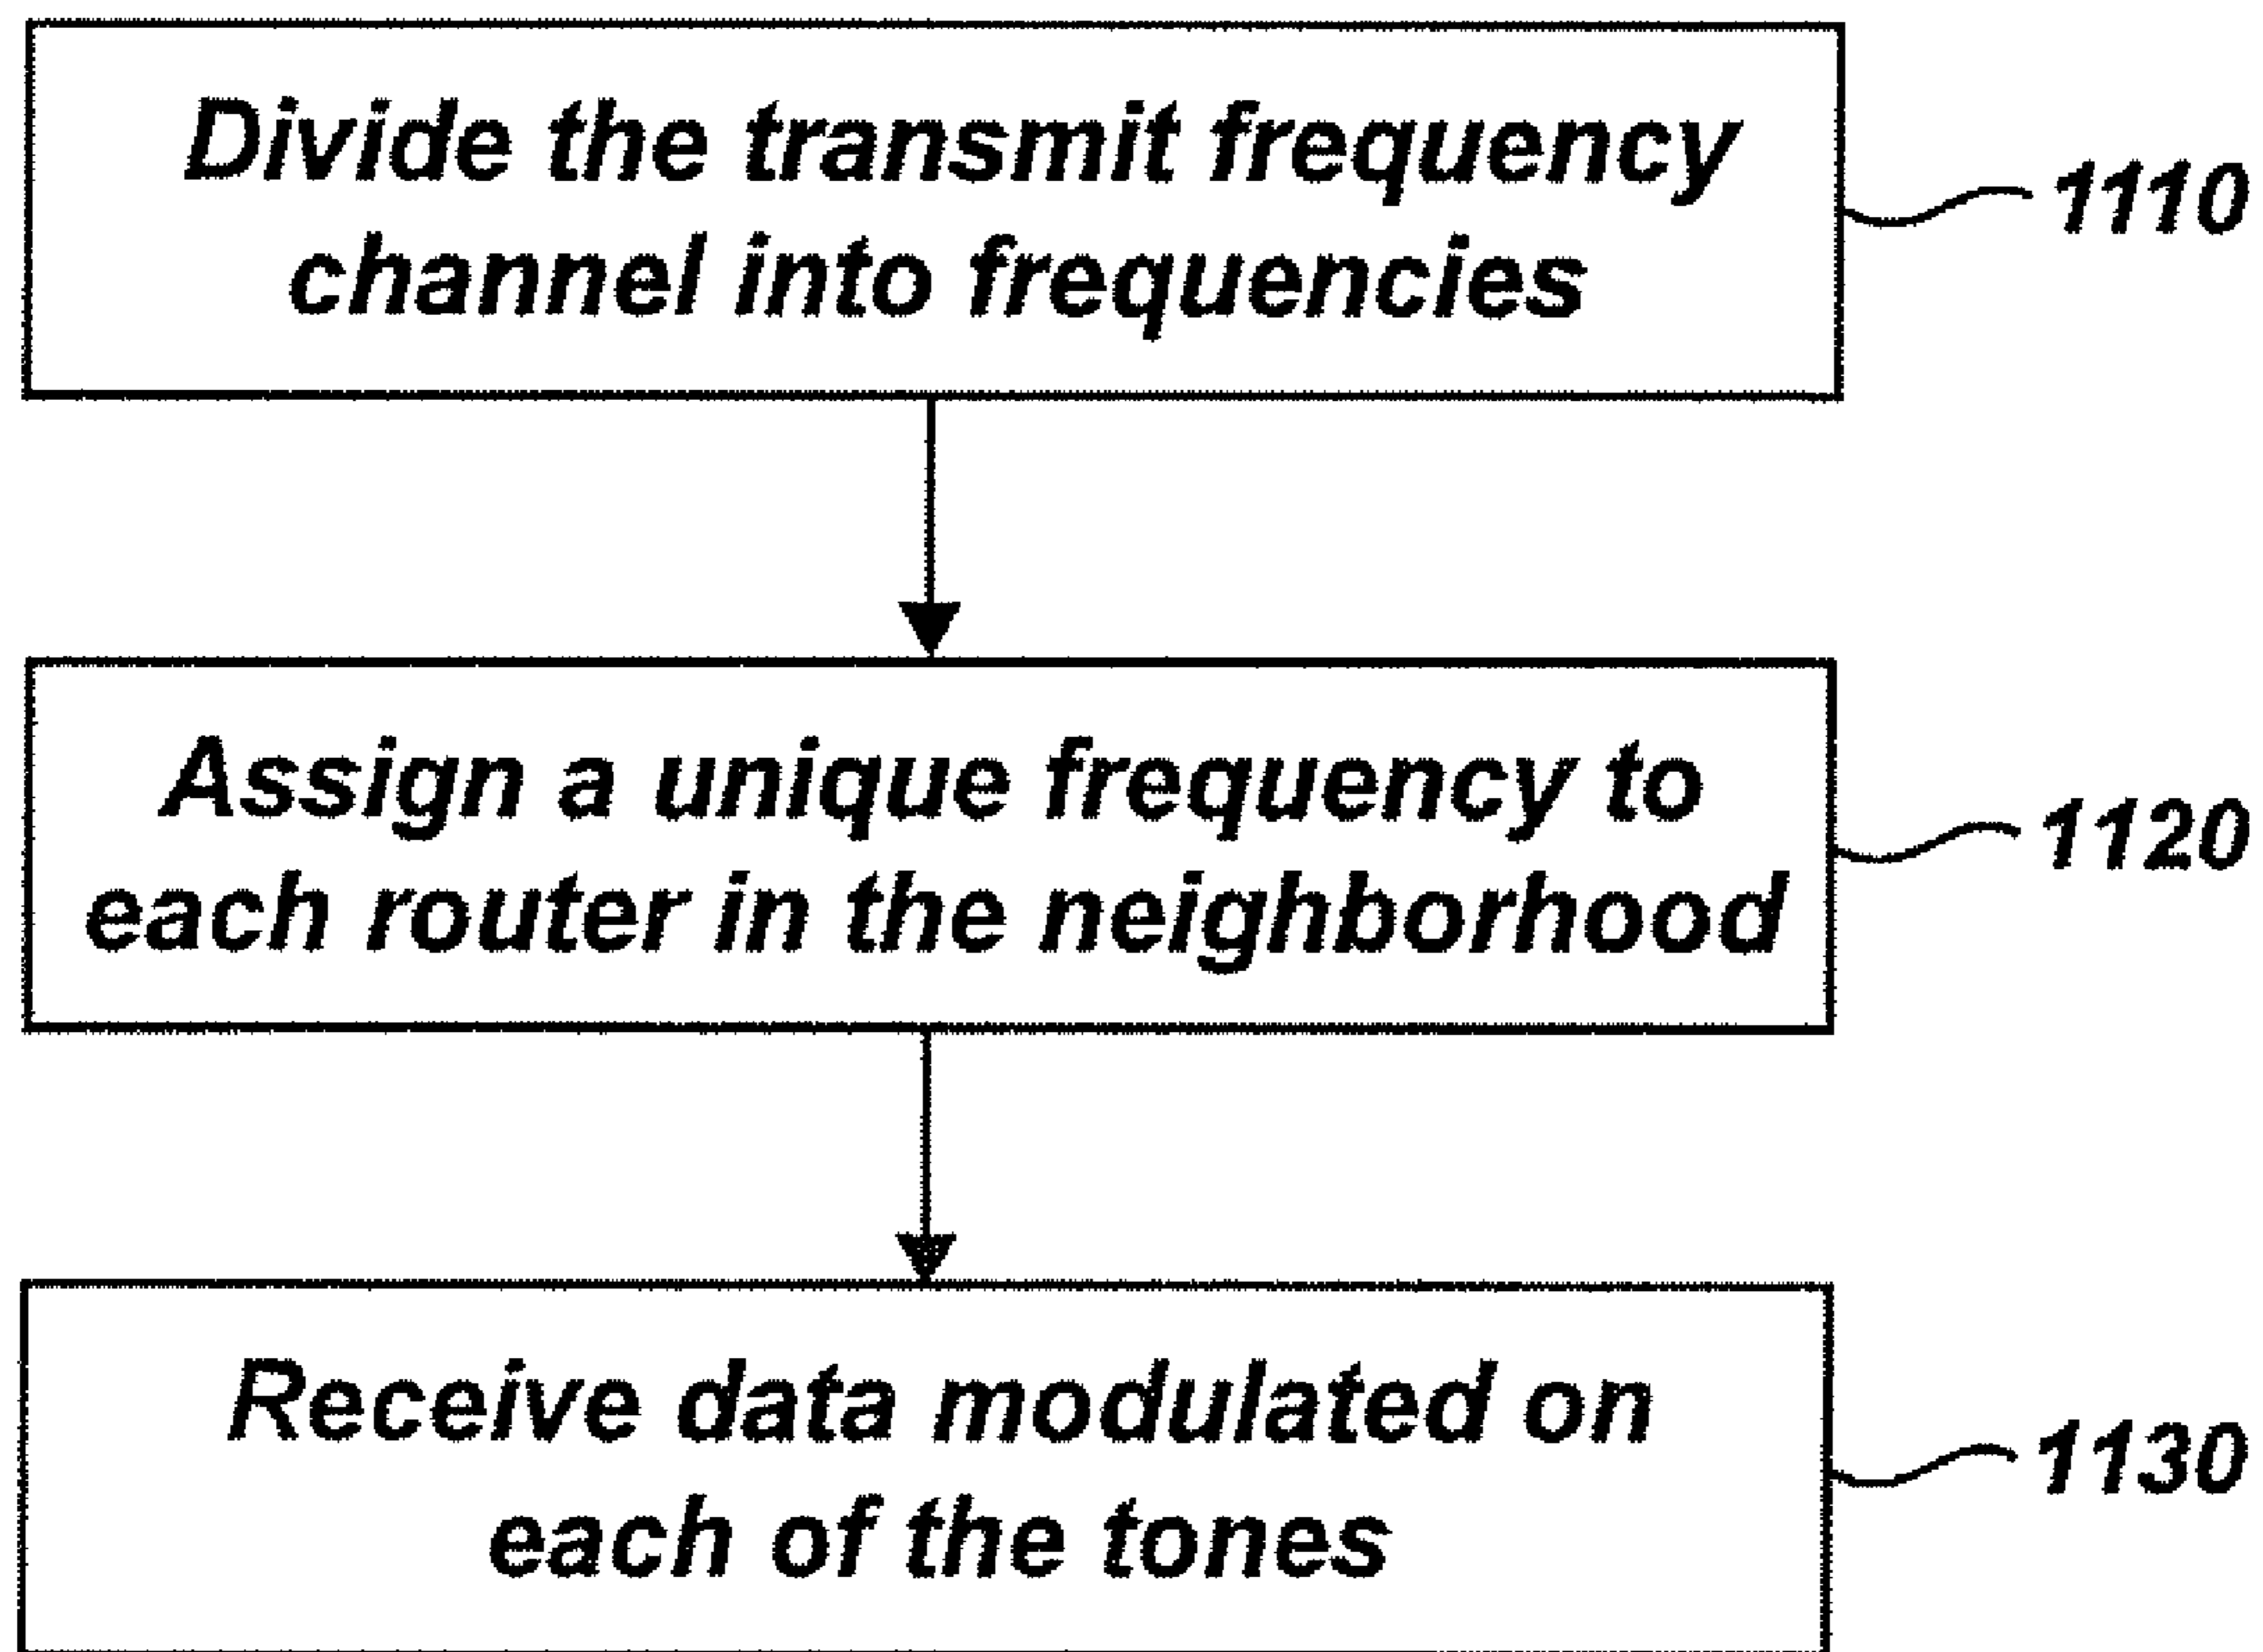 Divide the transmit frequency
channel into frequencies
1110
Assign a unique frequency to
each router in the neighborhood
1120
Receive data modulated on
each of the tones
1130